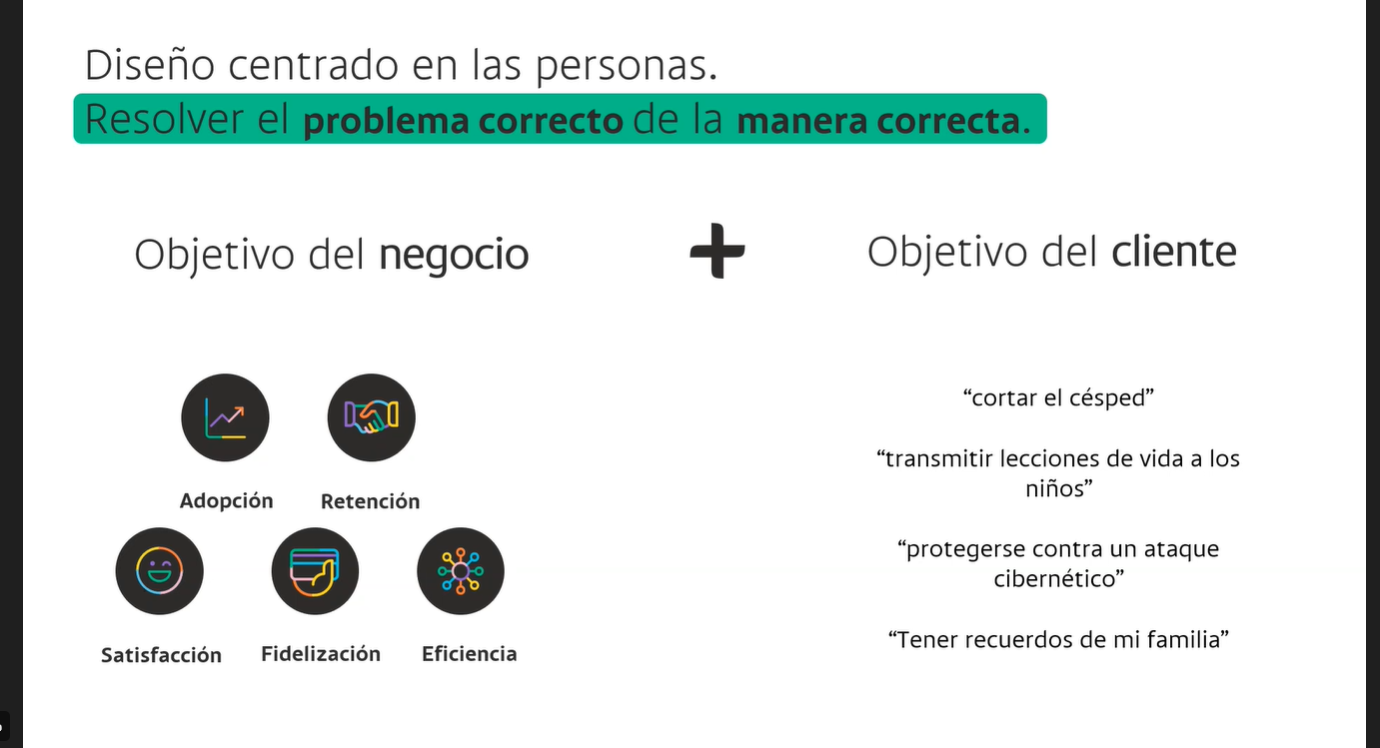 Diseño centrado en las personas.
Resolver el problema correcto de la manera correcta.
Objetivo del negocio
+
Objetivo del cliente
Adopción
Retención
Satisfacción
Fidelización
Eficiencia
“cortar el césped”
“transmitir lecciones de vida a los
niños”
“protegerse contra un ataque
cibernético”
“Tener recuerdos de mi familia”